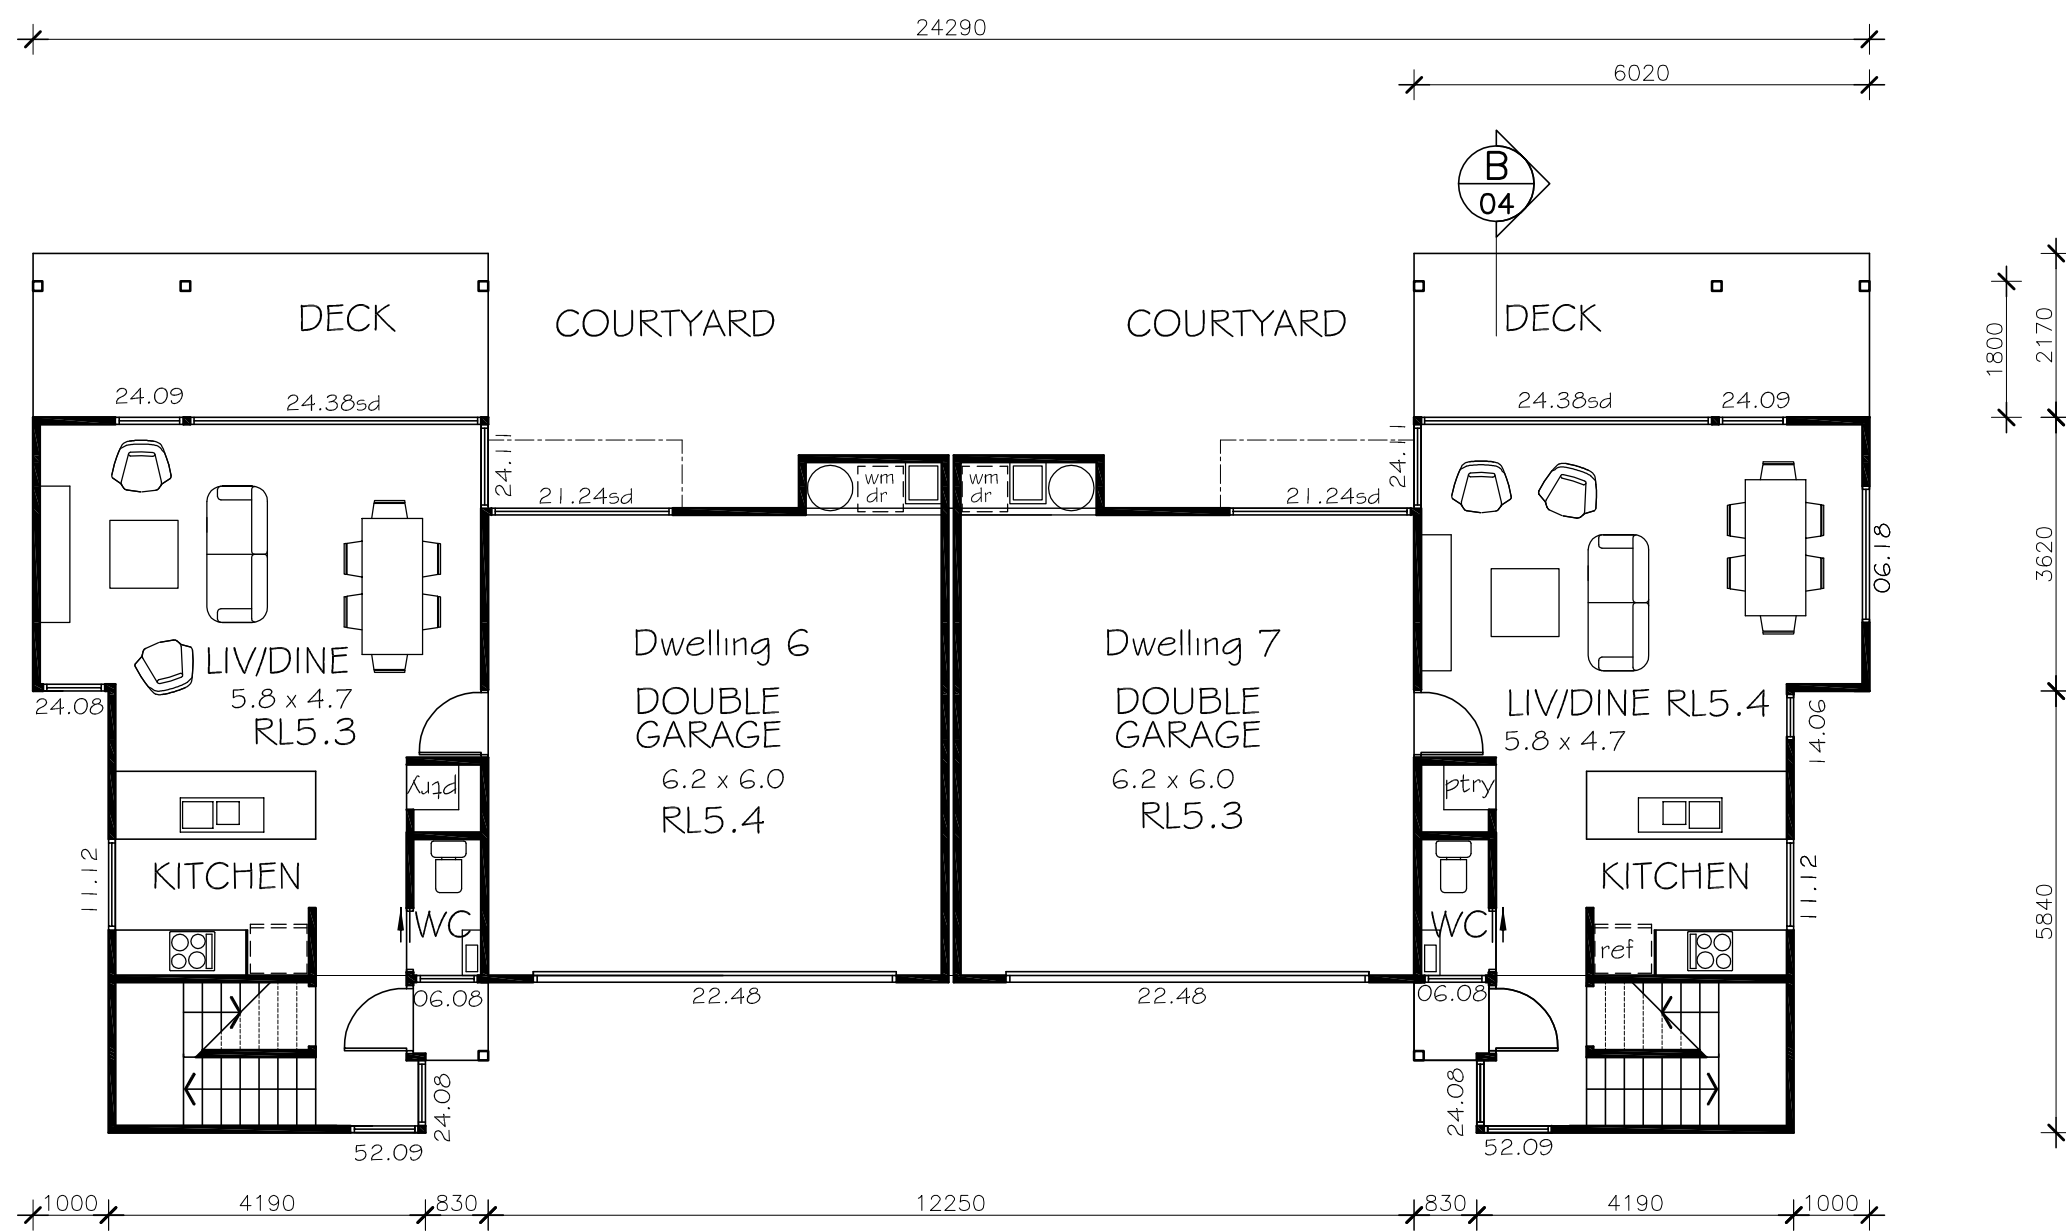 24290
6020
B
04
DECK
COURTYARD
COURTYARD
DECK
1800
2170
24.09
24.38sd
24.38sd
24.09
24.11
21.24sd
wm
dr
wm
dr
21.24sd
24.11
06.18
3620
LIV/DINE
5.8 x 4.7
RL5.3
24.08
Dwelling 6
DOUBLE
GARAGE
6.2 x 6.0
RL5.4
Dwelling 7
DOUBLE
GARAGE
6.2 x 6.0
RL5.3
LIV/DINE RL5.4
5.8 x 4.7
14.06
ptry
ptry
11.12
KITCHEN
WC
WC
KITCHEN
ref
11.12
5840
06.08
22.48
22.48
06.08
24.08
52.09
24.08
52.09
1000
4190
830
12250
830
4190
1000